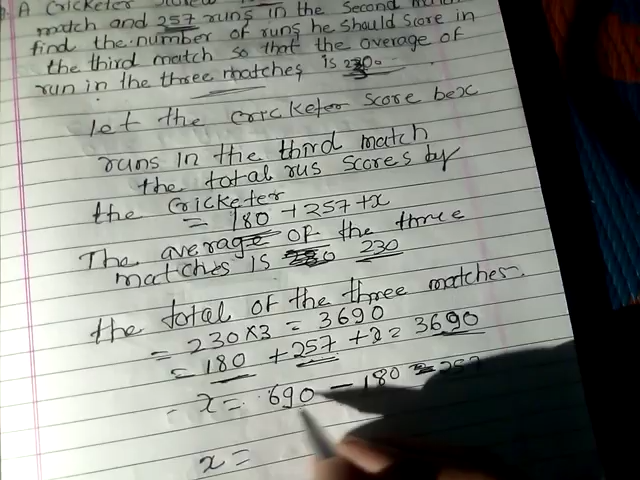 A Cricketer
match and 257 runs in the Second
find the number of runs he should score in
the third match so that the average of
run in the three matches is 230
let the cricketer score bex
runs in the third match
the total rus scores by
the Cricketer
= 180 + 257 + x
The average of the three
matches is 230
the total of the three matches.
= 230 x 3 = 3690
= 180 + 257 + x = 3690
= x = 690 - 180 - 257
x =